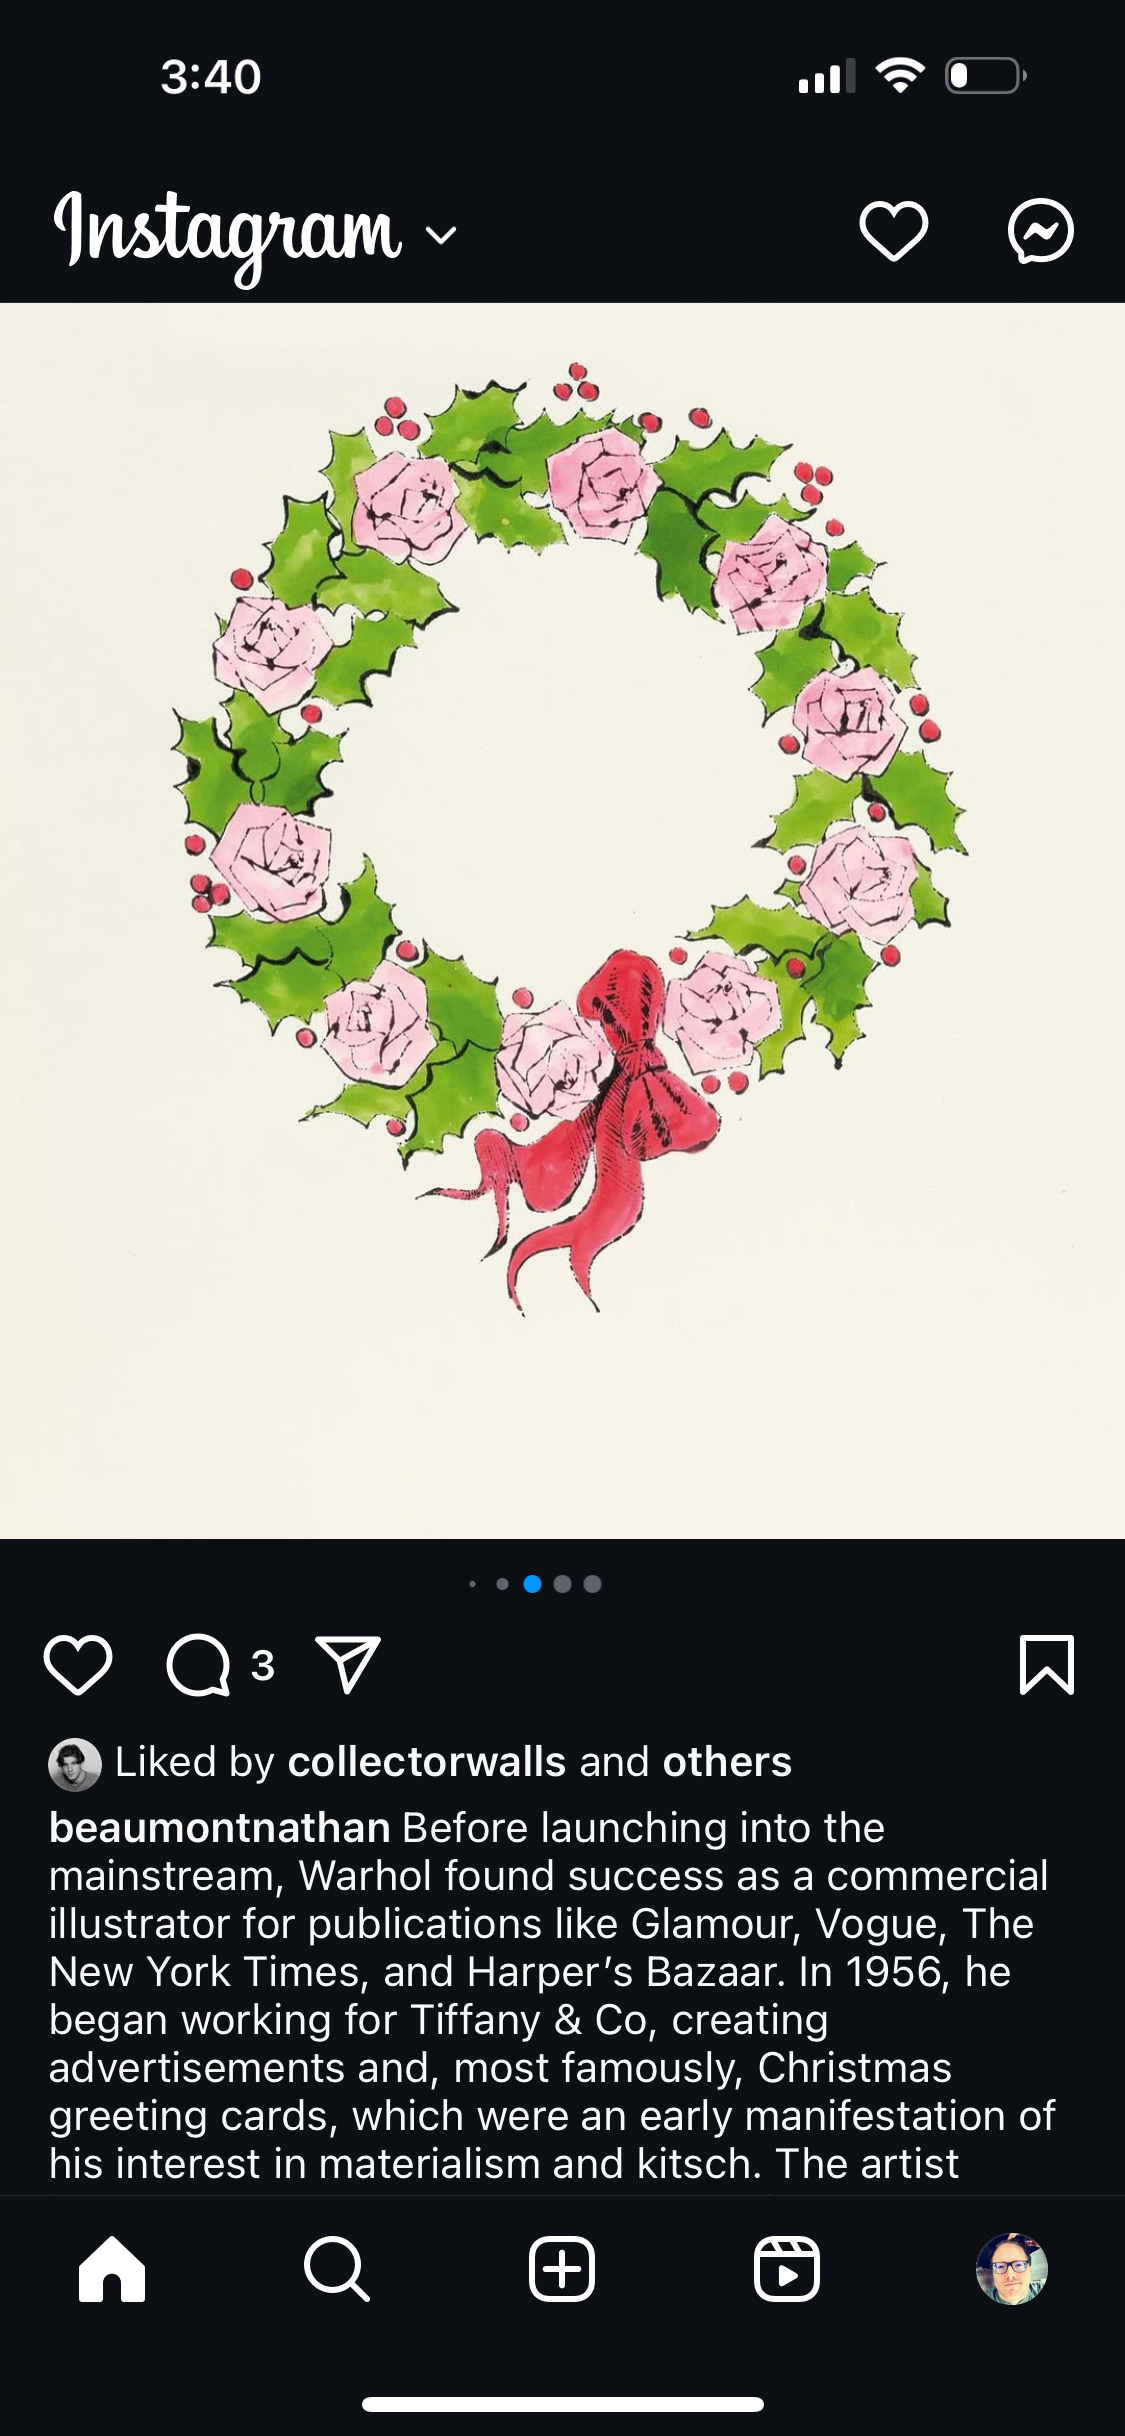 3:40
Instagram
3
Liked by collectorwalls and others
beaumontnathan Before launching into the
mainstream, Warhol found success as a commercial
illustrator for publications like Glamour, Vogue, The
New York Times, and Harper’s Bazaar. In 1956, he
began working for Tiffany & Co, creating
advertisements and, most famously, Christmas
greeting cards, which were an early manifestation of
his interest in materialism and kitsch. The artist